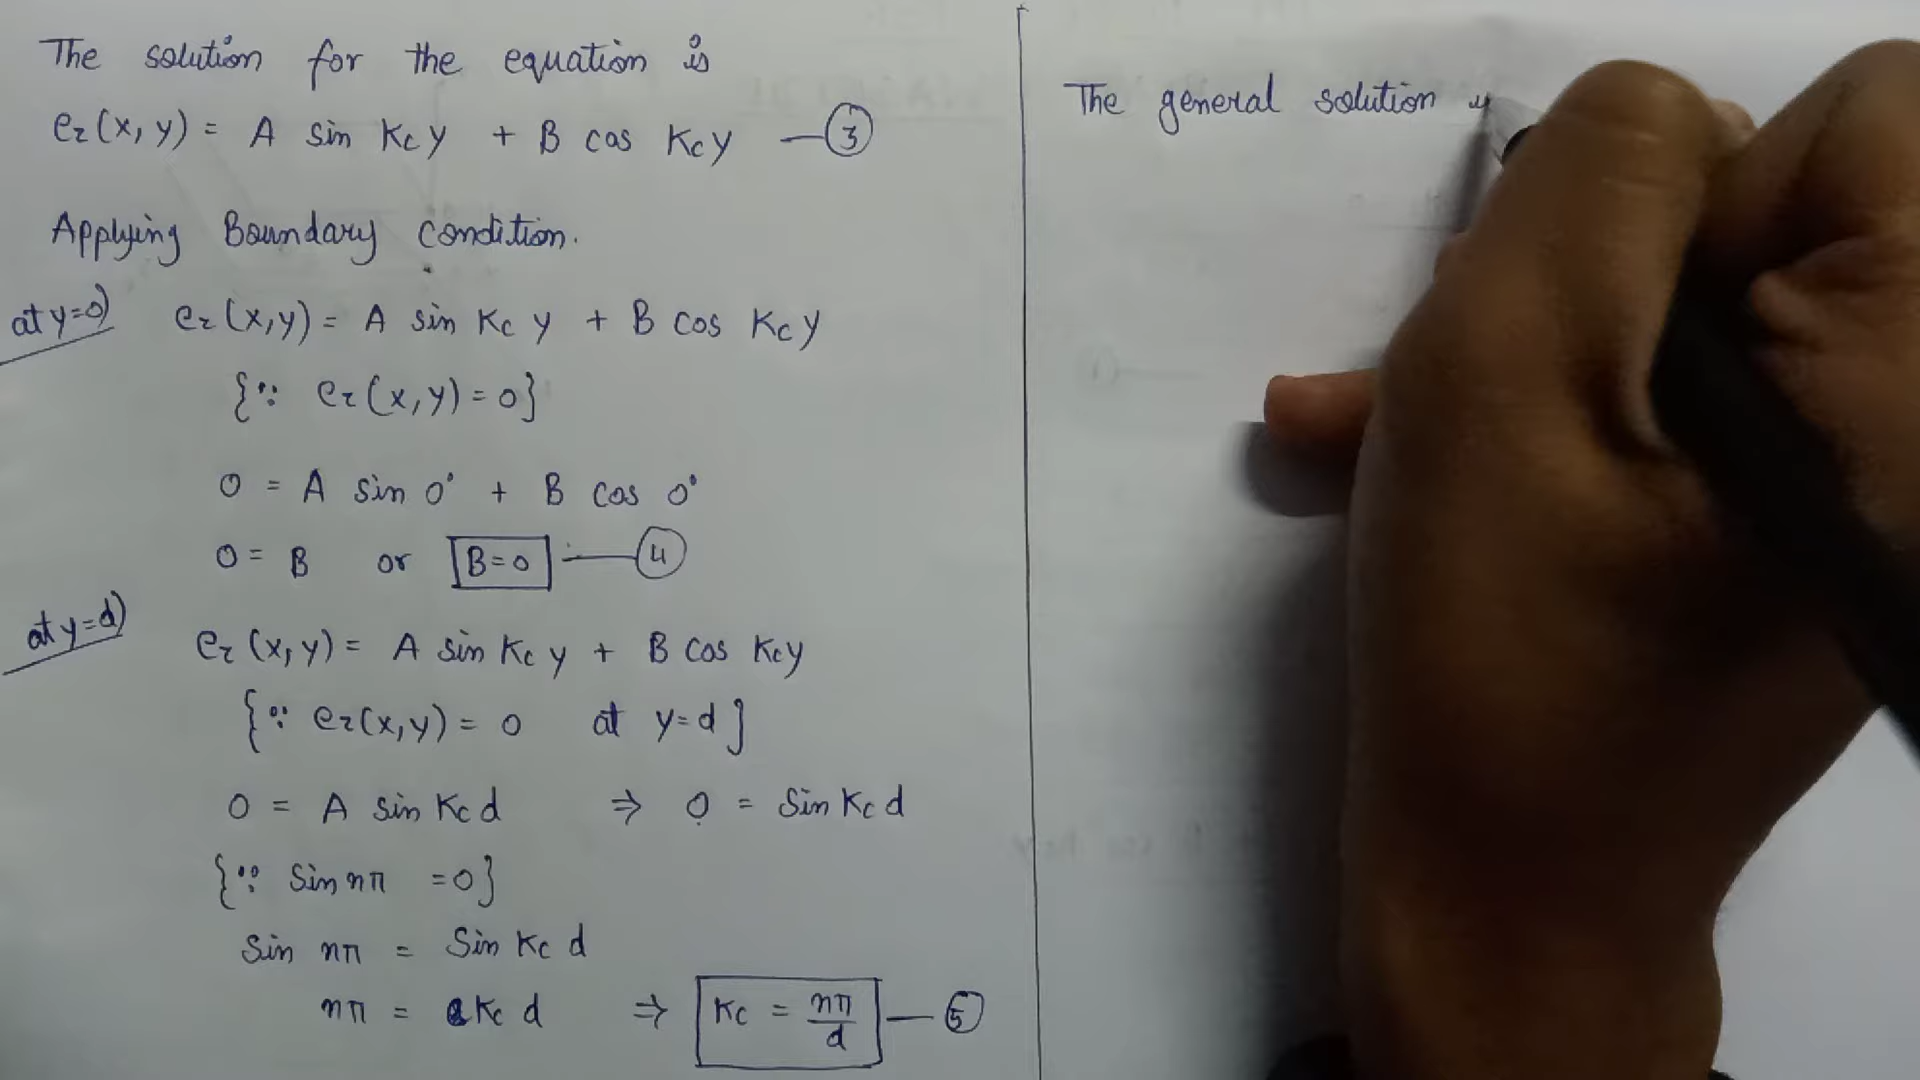 The solution for the equation is
ez(x, y) = A sin Kc y + B cos Kc y —③
Applying Boundary condition.
at y=0) ez(x,y) = A sin Kc y + B cos Kc y
{∵ ez(x,y)=0}
0 = A sin 0° + B cos 0°
0 = B or B=0 —④
at y=d) ez(x,y) = A sin Kc y + B cos Kc y
{∵ ez(x,y) = 0 at y=d}
0 = A sin Kc d ⇒ 0 = Sin Kc d
{∵ Sin nπ =0}
Sin nπ = Sin Kc d
nπ = Kc d ⇒ Kc = nπ/d —⑤
The general solution